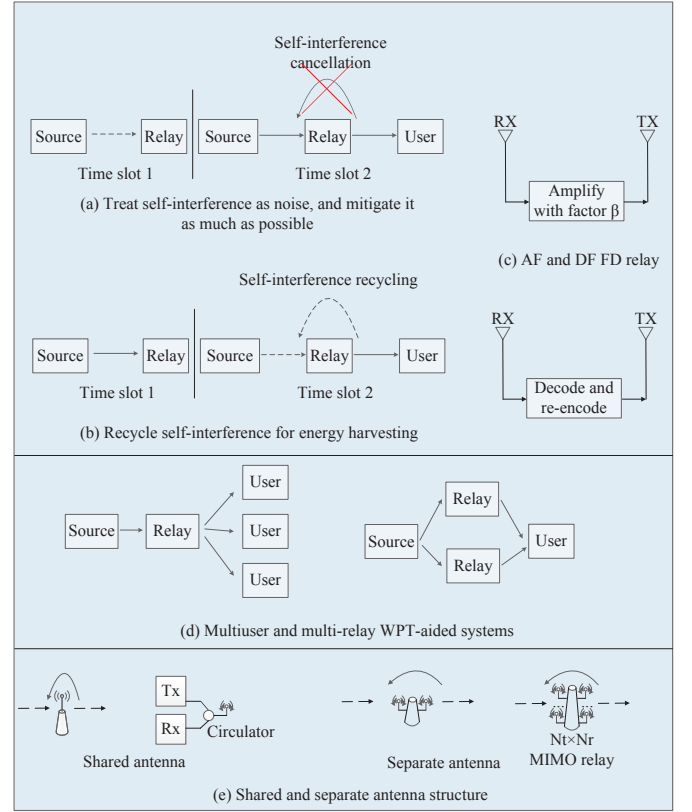 Self-interference
cancellation
Source
Relay
Source
Relay
User
Time slot 1
Time slot 2
(a) Treat self-interference as noise, and mitigate it
as much as possible
RX
TX
Amplify
with factor β
(c) AF and DF FD relay
Self-interference recycling
Source
Relay
Source
Relay
User
Time slot 1
Time slot 2
(b) Recycle self-interference for energy harvesting
RX
TX
Decode and
re-encode
User
Source
Relay
User
User
Relay
Source
User
Relay
(d) Multiuser and multi-relay WPT-aided systems
Tx
Rx
Circulator
Shared antenna
Separate antenna
Nt×Nr
MIMO relay
(e) Shared and separate antenna structure